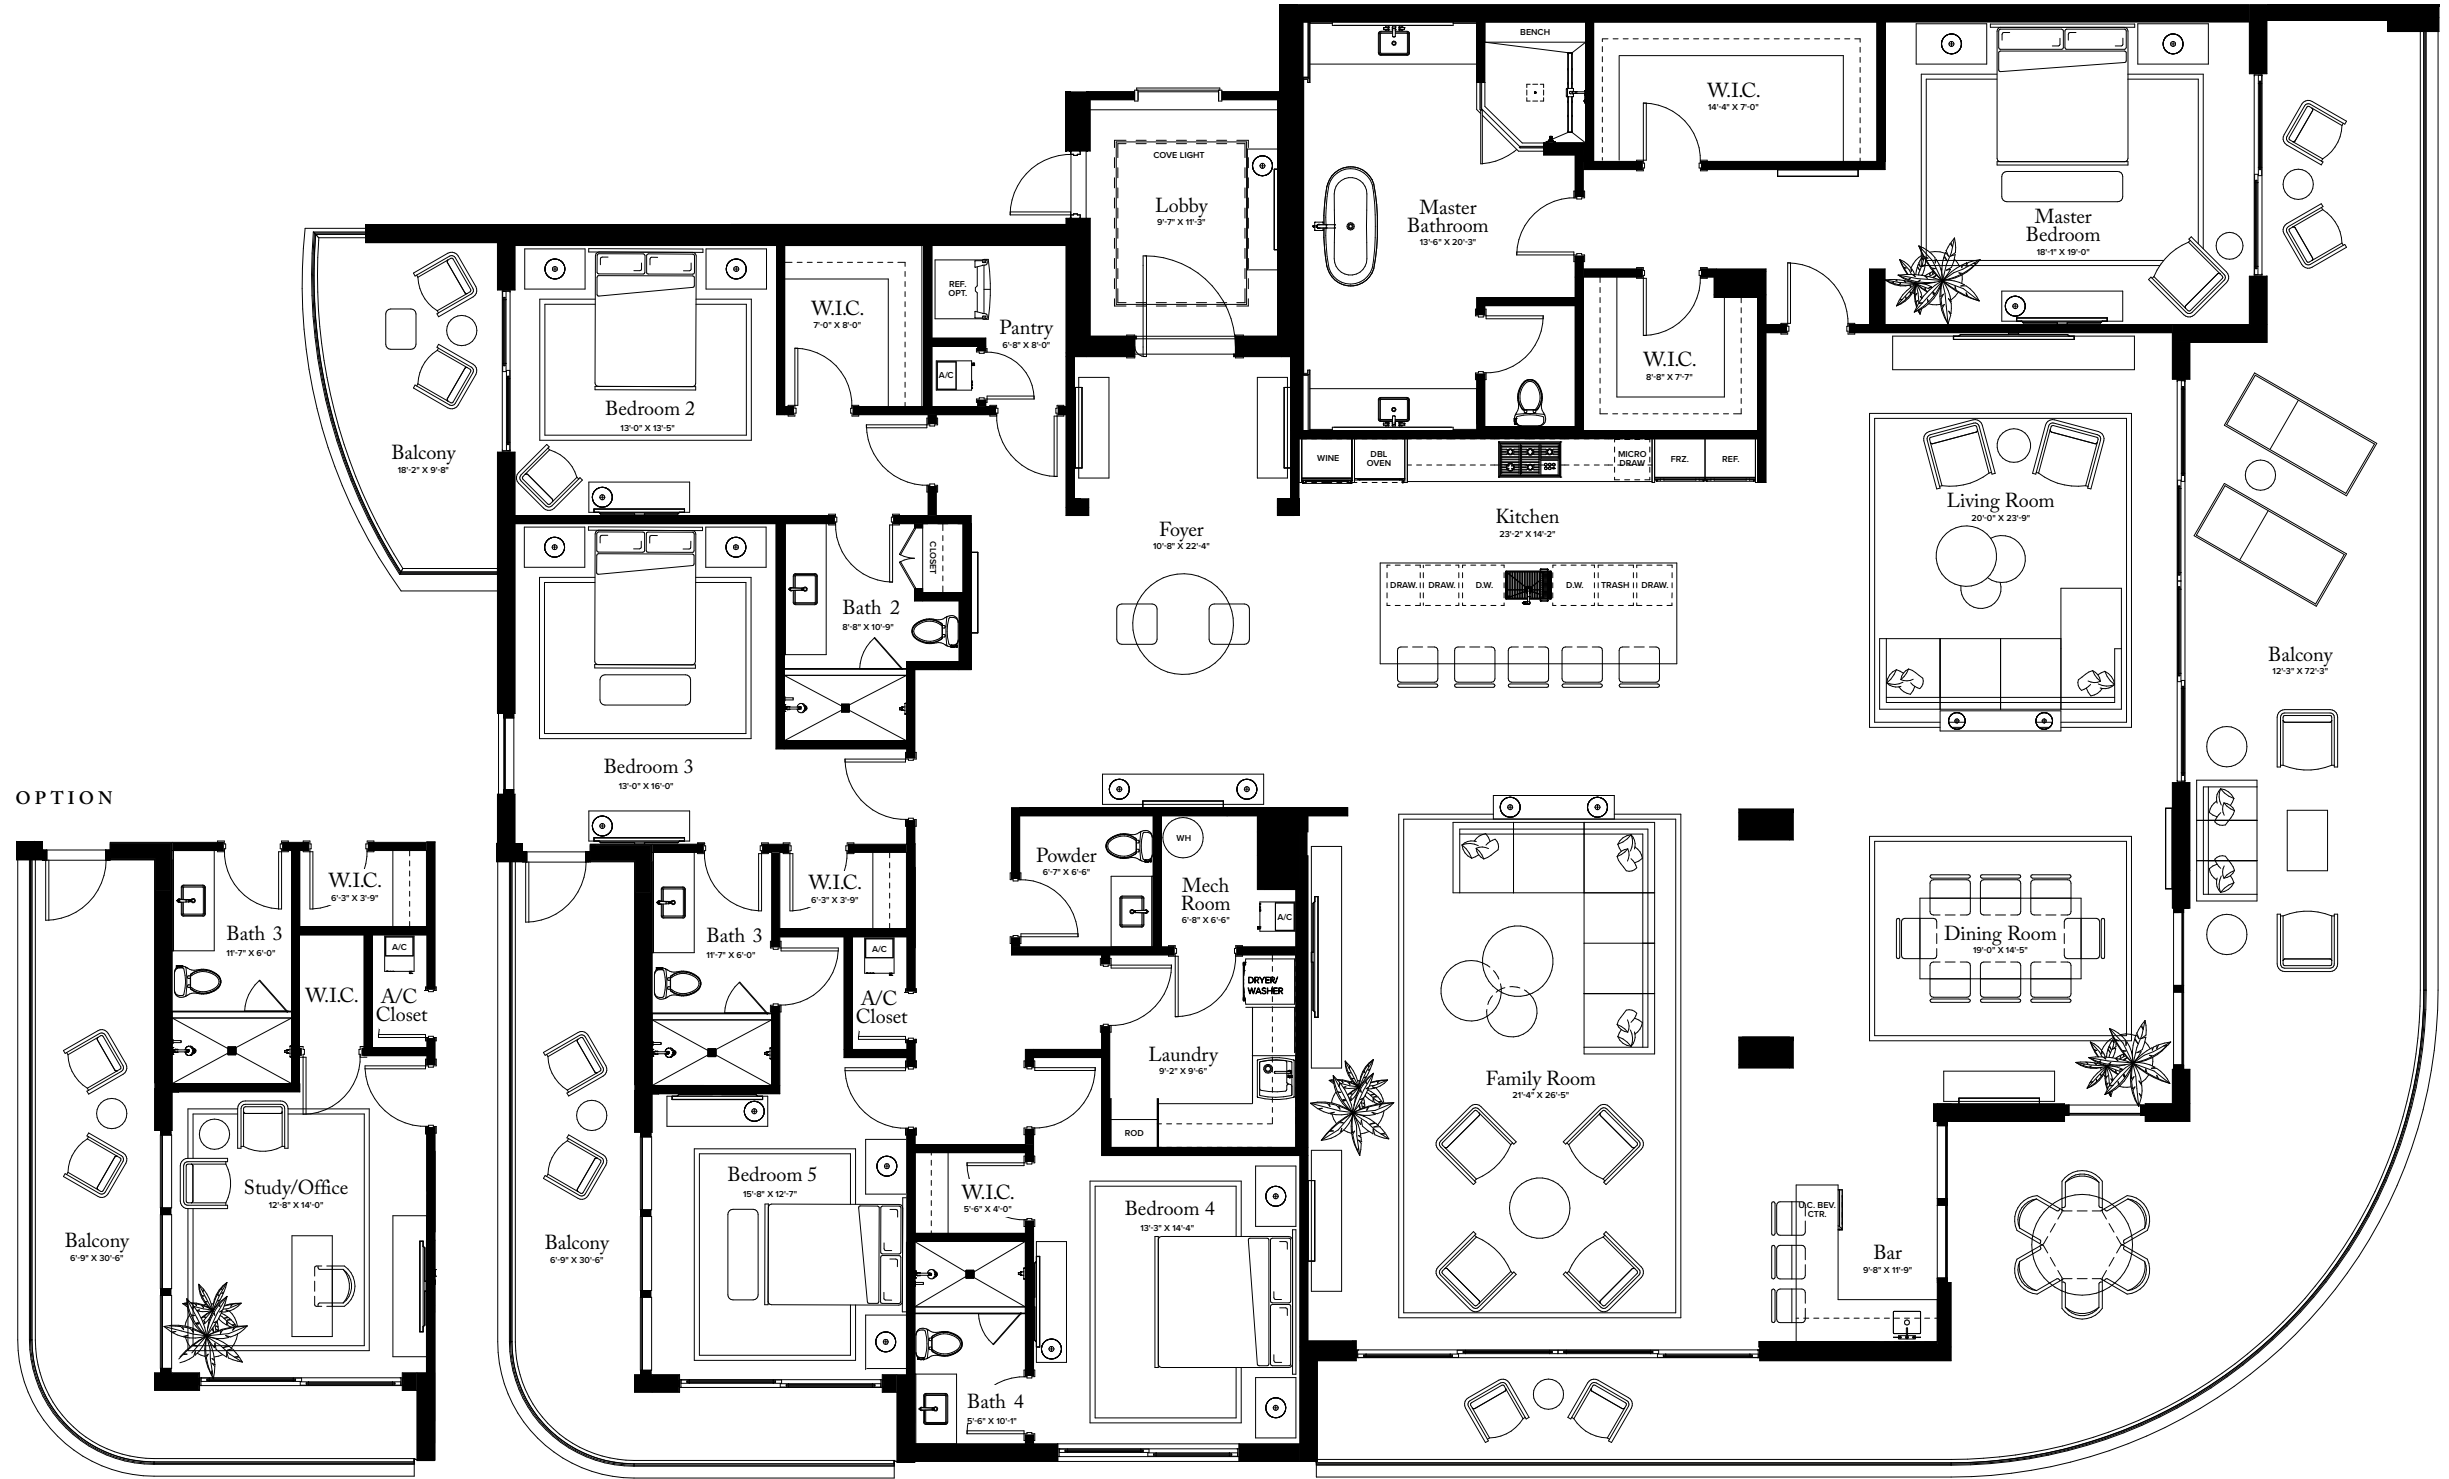 BENCH
W.I.C.
14'-4" X 7'-0"
COVE LIGHT
Lobby
9'-7" X 11'-3"
Master
Bathroom
13'-6" X 20'-3"
Master
Bedroom
18'-1" X 19'-0"
REF.
OPT.
W.I.C.
7'-0" X 8'-0"
Pantry
6'-8" X 8'-0"
A/C
W.I.C.
8'-8" X 7'-7"
Bedroom 2
13'-0" X 13'-5"
Balcony
18'-2" X 9'-8"
WINE
DBL
OVEN
MICRO
DRAW
FRZ.
REF.
Living Room
20'-0" X 23'-9"
Foyer
10'-8" X 22'-4"
Kitchen
23'-2" X 14'-2"
CLOSET
DRAW.
DRAW.
D.W.
D.W.
TRASH
DRAW.
Bath 2
8'-8" X 10'-9"
Balcony
12'-3" X 72'-3"
Bedroom 3
13'-0" X 16'-0"
OPTION
W.I.C.
6'-3" X 3'-9"
Bath 3
11'-7" X 6'-0"
A/C
W.I.C.
A/C
Closet
Study/Office
12'-8" X 14'-0"
Balcony
6'-9" X 30'-6"
W.I.C.
6'-3" X 3'-9"
Bath 3
11'-7" X 6'-0"
A/C
A/C
Closet
Powder
6'-7" X 6'-6"
WH
Mech
Room
6'-8" X 6'-6"
A/C
DRYER/
WASHER
Laundry
9'-2" X 9'-6"
ROD
Dining Room
19'-0" X 14'-5"
Family Room
21'-4" X 26'-5"
Bedroom 5
15'-8" X 12'-7"
Balcony
6'-9" X 30'-6"
W.I.C.
5'-6" X 4'-0"
Bedroom 4
13'-3" X 14'-4"
U.C. BEV.
CTR.
Bar
9'-8" X 11'-9"
Bath 4
5'-6" X 10'-1"